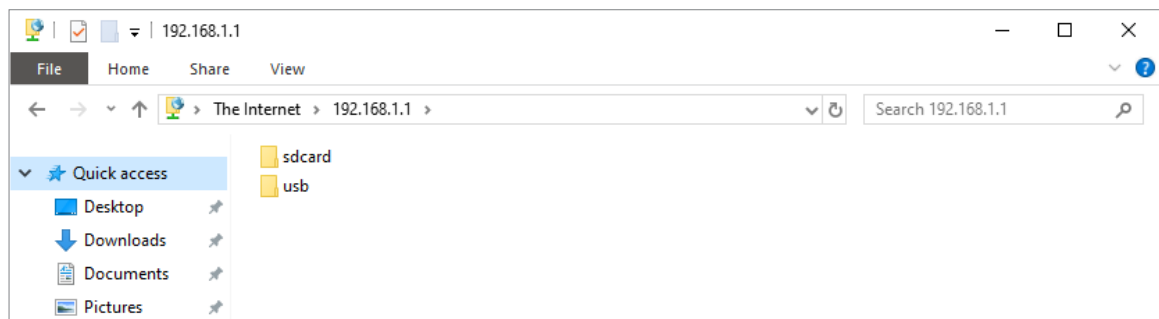 192.168.1.1
File Home Share View
The Internet 192.168.1.1 Search 192.168.1.1
Quick access
Desktop
Downloads
Documents
Pictures
sdcard
usb